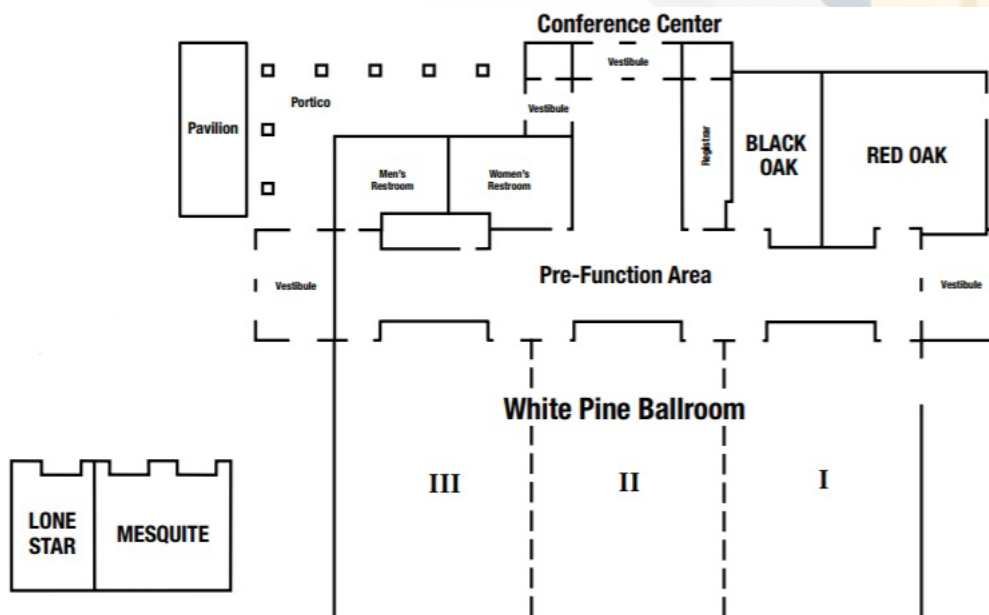 Conference Center
Vestibule
Portico
Pavilion
Vestibule
Registrar
BLACK
OAK
RED OAK
Men's
Restroom
Women's
Restroom
Pre-Function Area
Vestibule
Vestibule
White Pine Ballroom
III
II
I
LONE
STAR
MESQUITE